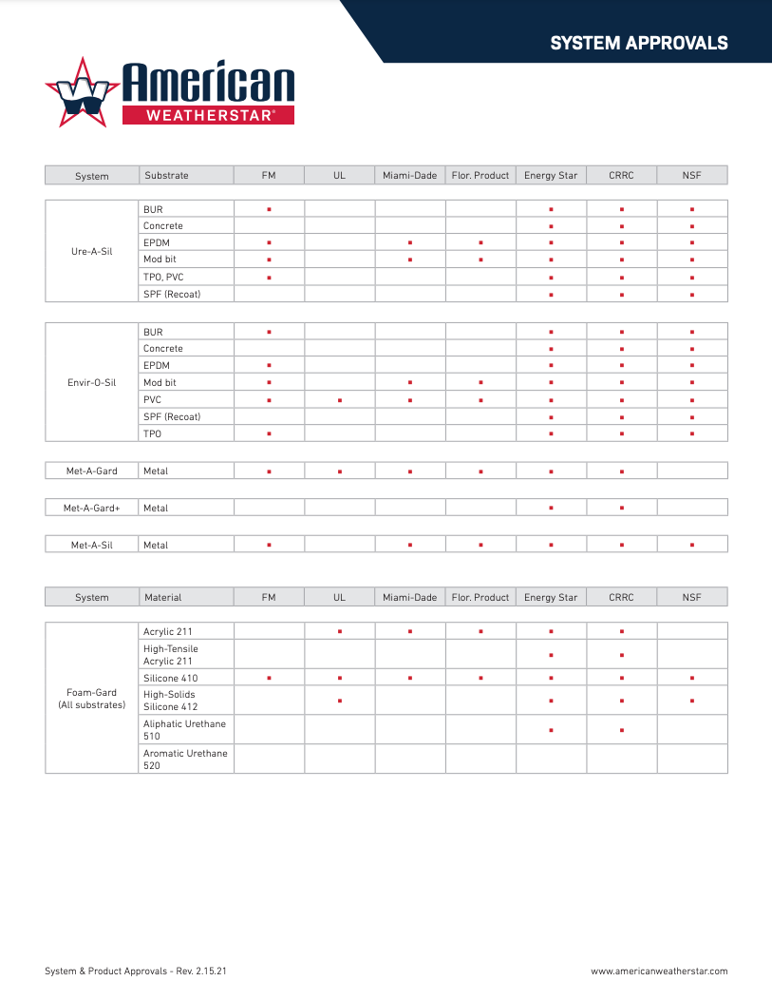 SYSTEM APPROVALS
W American
WEATHERSTAR®
System Substrate FM UL Miami-Dade Flor. Product Energy Star CRRC NSF
Ure-A-Sil
BUR ▪ ▪ ▪ ▪
Concrete ▪ ▪ ▪
EPDM ▪ ▪ ▪ ▪ ▪ ▪
Mod bit ▪ ▪ ▪ ▪ ▪ ▪
TPO, PVC ▪ ▪ ▪ ▪
SPF (Recoat) ▪ ▪ ▪
Envir-O-Sil
BUR ▪ ▪ ▪ ▪
Concrete ▪ ▪ ▪
EPDM ▪ ▪ ▪ ▪
Mod bit ▪ ▪ ▪ ▪ ▪ ▪
PVC ▪ ▪ ▪ ▪ ▪ ▪ ▪
SPF (Recoat) ▪ ▪ ▪
TPO ▪ ▪ ▪ ▪
Met-A-Gard Metal ▪ ▪ ▪ ▪ ▪ ▪
Met-A-Gard+ Metal ▪ ▪
Met-A-Sil Metal ▪ ▪ ▪ ▪ ▪ ▪
System Material FM UL Miami-Dade Flor. Product Energy Star CRRC NSF
Foam-Gard
(All substrates)
Acrylic 211 ▪ ▪ ▪ ▪ ▪
High-Tensile
Acrylic 211 ▪ ▪
Silicone 410 ▪ ▪ ▪ ▪ ▪ ▪ ▪
High-Solids
Silicone 412 ▪ ▪ ▪ ▪
Aliphatic Urethane
510 ▪ ▪
Aromatic Urethane
520
System & Product Approvals - Rev. 2.15.21
www.americanweatherstar.com